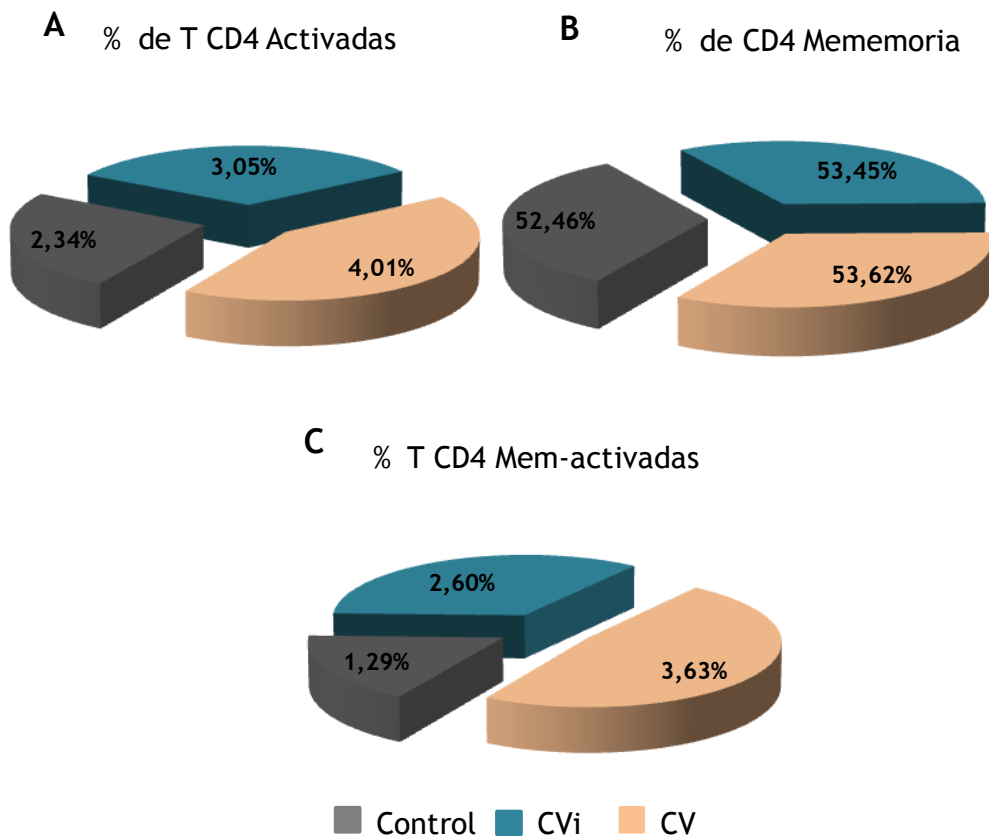 A % de T CD4 Activadas
3,05%
2,34%
4,01%
B % de CD4 Mememoria
53,45%
52,46%
53,62%
C % T CD4 Mem-activadas
2,60%
1,29%
3,63%
Control CVi CV